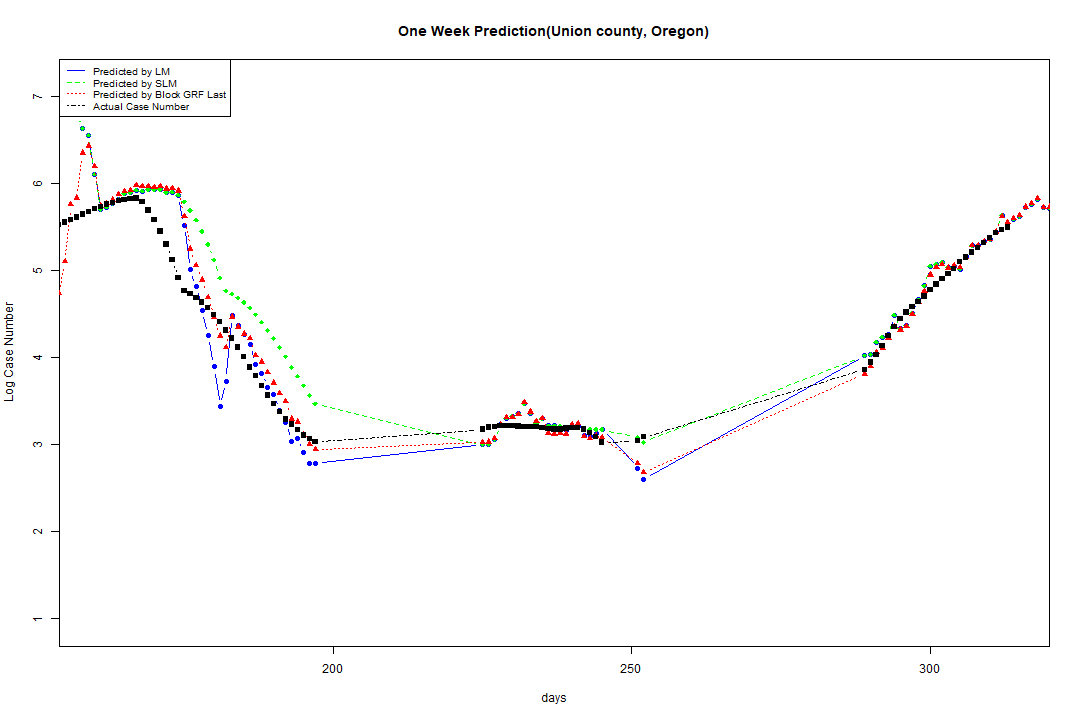 One Week Prediction(Union county, Oregon)
Predicted by LM
Predicted by SLM
Predicted by Block GRF Last
Actual Case Number
7
6
5
4
3
2
1
Log Case Number
200
250
300
days